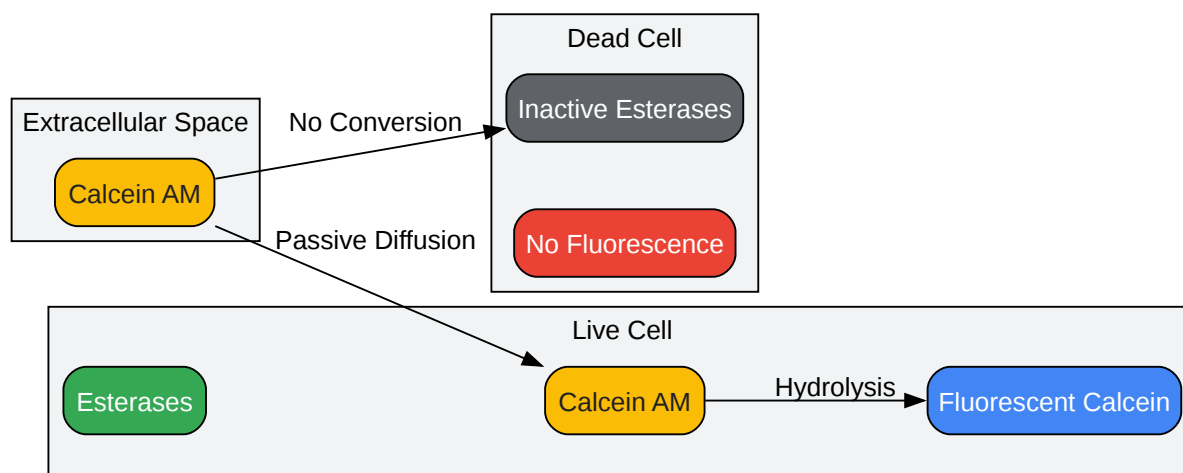 Dead Cell
Inactive Esterases
Extracellular Space
No Conversion
Calcein AM
Passive Diffusion
No Fluorescence
Live Cell
Esterases
Calcein AM
Hydrolysis
Fluorescent Calcein